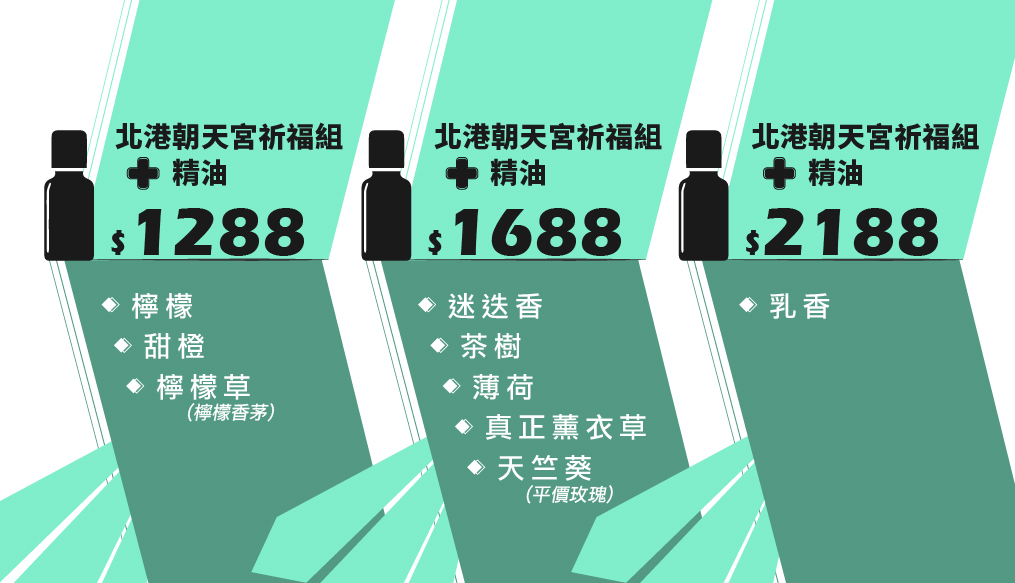 北港朝天宮祈福組
精油
$1288
檸檬
甜橙
檸檬草
(檸檬香茅)
北港朝天宮祈福組
精油
$1688
迷迭香
茶樹
薄荷
真正薰衣草
天竺葵
(平價玫瑰)
北港朝天宮祈福組
精油
$2188
乳香